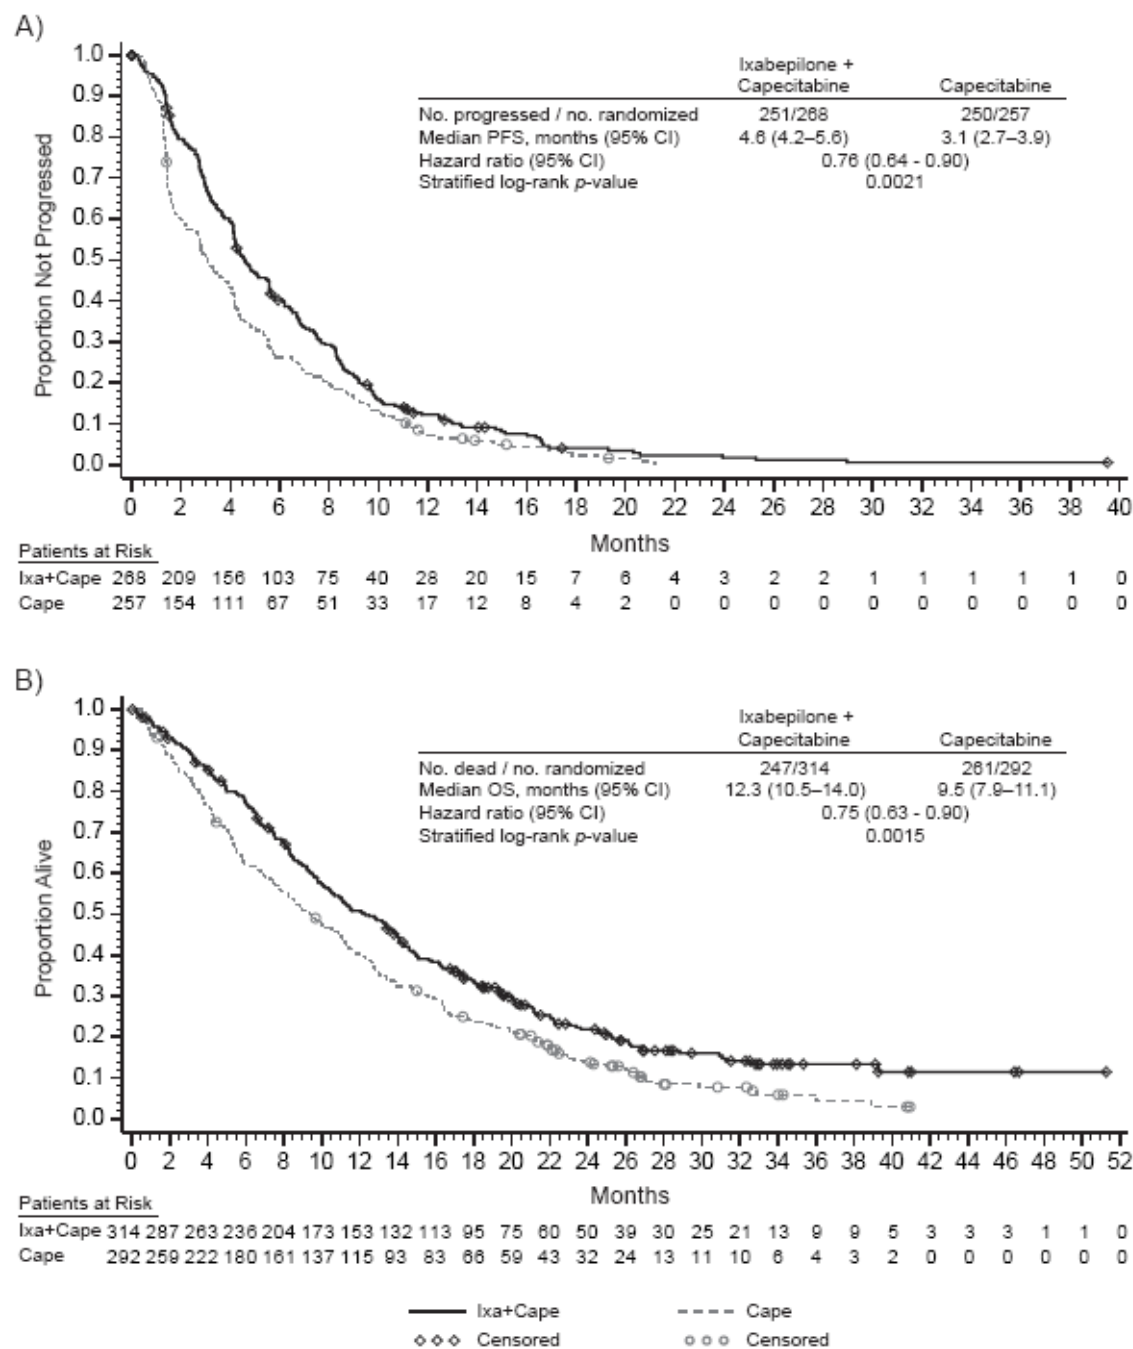 A)
Proportion Not Progressed
1.0
0.9
0.8
0.7
0.6
0.5
0.4
0.3
0.2
0.1
0.0
Ixabepilone +
Capecitabine Capecitabine
No. progressed / no. randomized 251/268 250/257
Median PFS, months (95% CI) 4.6 (4.2–5.6) 3.1 (2.7–3.9)
Hazard ratio (95% CI) 0.76 (0.64 - 0.90)
Stratified log-rank p-value 0.0021
0 2 4 6 8 10 12 14 16 18 20 22 24 26 28 30 32 34 36 38 40
Months
Patients at Risk
Ixa+Cape 268 209 156 103 75 40 28 20 15 7 6 4 3 2 2 1 1 1 1 1 0
Cape 257 154 111 67 51 33 17 12 8 4 2 0 0 0 0 0 0 0 0 0 0
B)
Proportion Alive
1.0
0.9
0.8
0.7
0.6
0.5
0.4
0.3
0.2
0.1
0.0
Ixabepilone +
Capecitabine Capecitabine
No. dead / no. randomized 247/314 261/292
Median OS, months (95% CI) 12.3 (10.5–14.0) 9.5 (7.9–11.1)
Hazard ratio (95% CI) 0.75 (0.63 - 0.90)
Stratified log-rank p-value 0.0015
0 2 4 6 8 10 12 14 16 18 20 22 24 26 28 30 32 34 36 38 40 42 44 46 48 50 52
Months
Patients at Risk
Ixa+Cape 314 287 263 236 204 173 153 132 113 95 75 60 50 39 30 25 21 13 9 9 5 3 3 3 1 1 0
Cape 292 259 222 180 161 137 115 93 83 66 59 43 32 24 13 11 10 6 4 3 2 0 0 0 0 0 0
Ixa+Cape Cape
Censored Censored